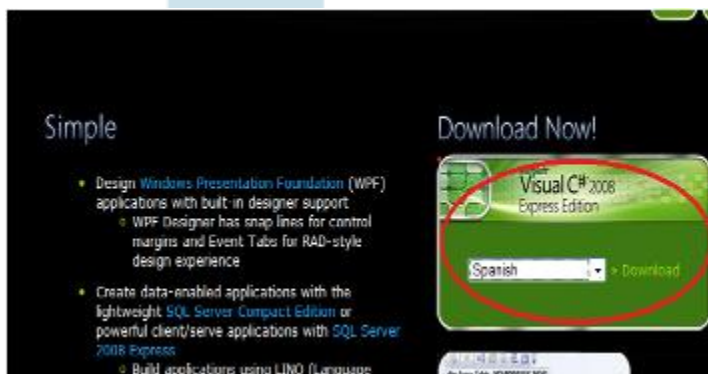 Simple
• Design Windows Presentation Foundation (WPF)
applications with built-in designer support
WPF Designer has snap lines for control
margins and Event Tabs for RAD-style
design experience
• Create data-enabled applications with the
lightweight SQL Server Compact Edition or
powerful client/serve applications with SQL Server
2008 Express
Build applications using LINQ (Language
Download Now!
Visual C# 2008
Express Edition
Spanish
» Download